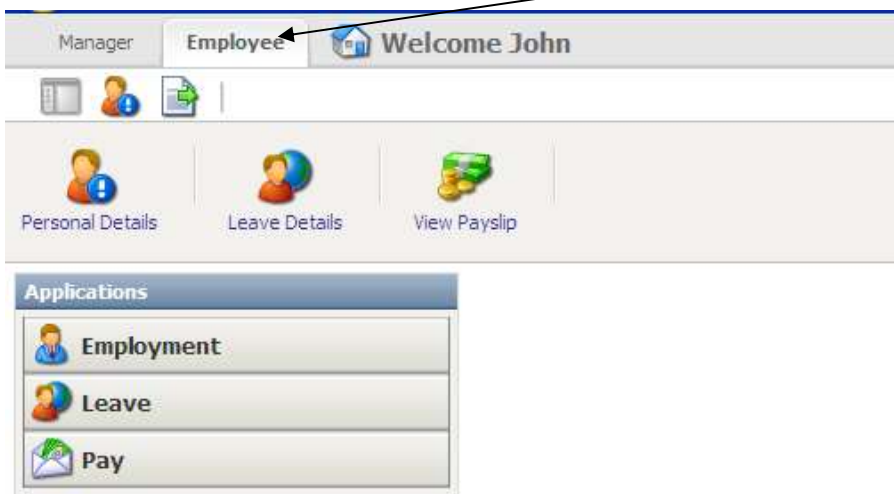 Manager Employee Welcome John
Personal Details Leave Details View Payslip
Applications
Employment
Leave
Pay